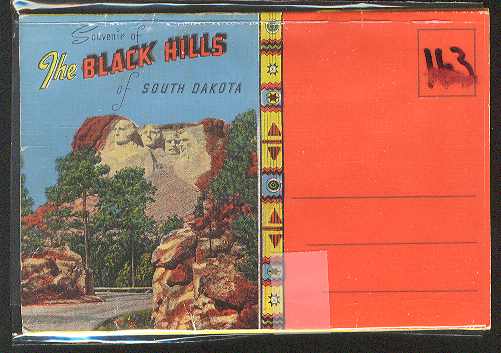 Souvenir of
The BLACK HILLS
of SOUTH DAKOTA
163